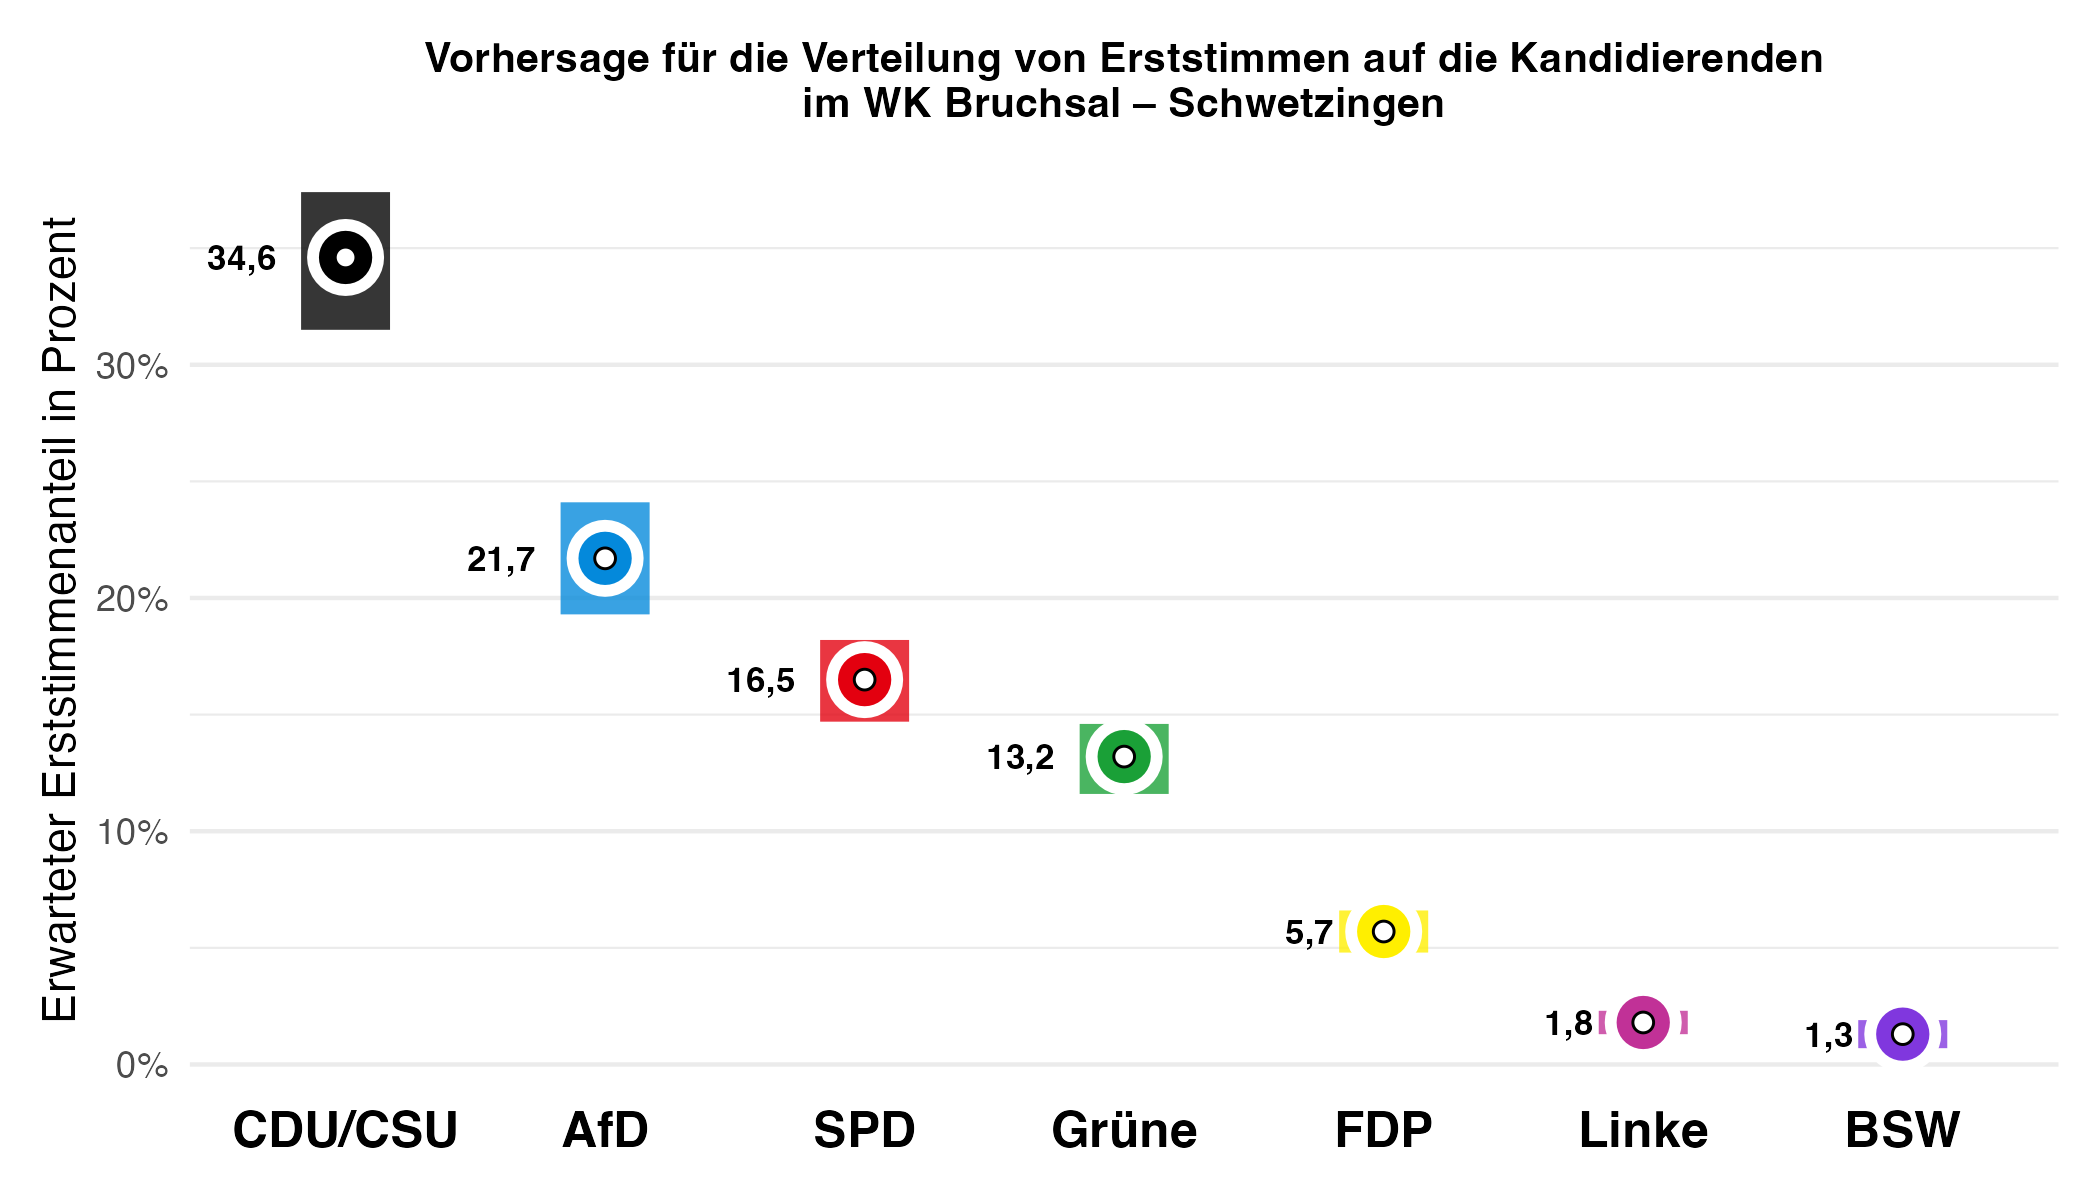 Vorhersage für die Verteilung von Erststimmen auf die Kandidierenden
im WK Bruchsal – Schwetzingen
Erwarteter Erststimmenanteil in Prozent
30%
20%
10%
0%
34,6
21,7
16,5
13,2
5,7
1,8
1,3
CDU/CSU
AfD
SPD
Grüne
FDP
Linke
BSW